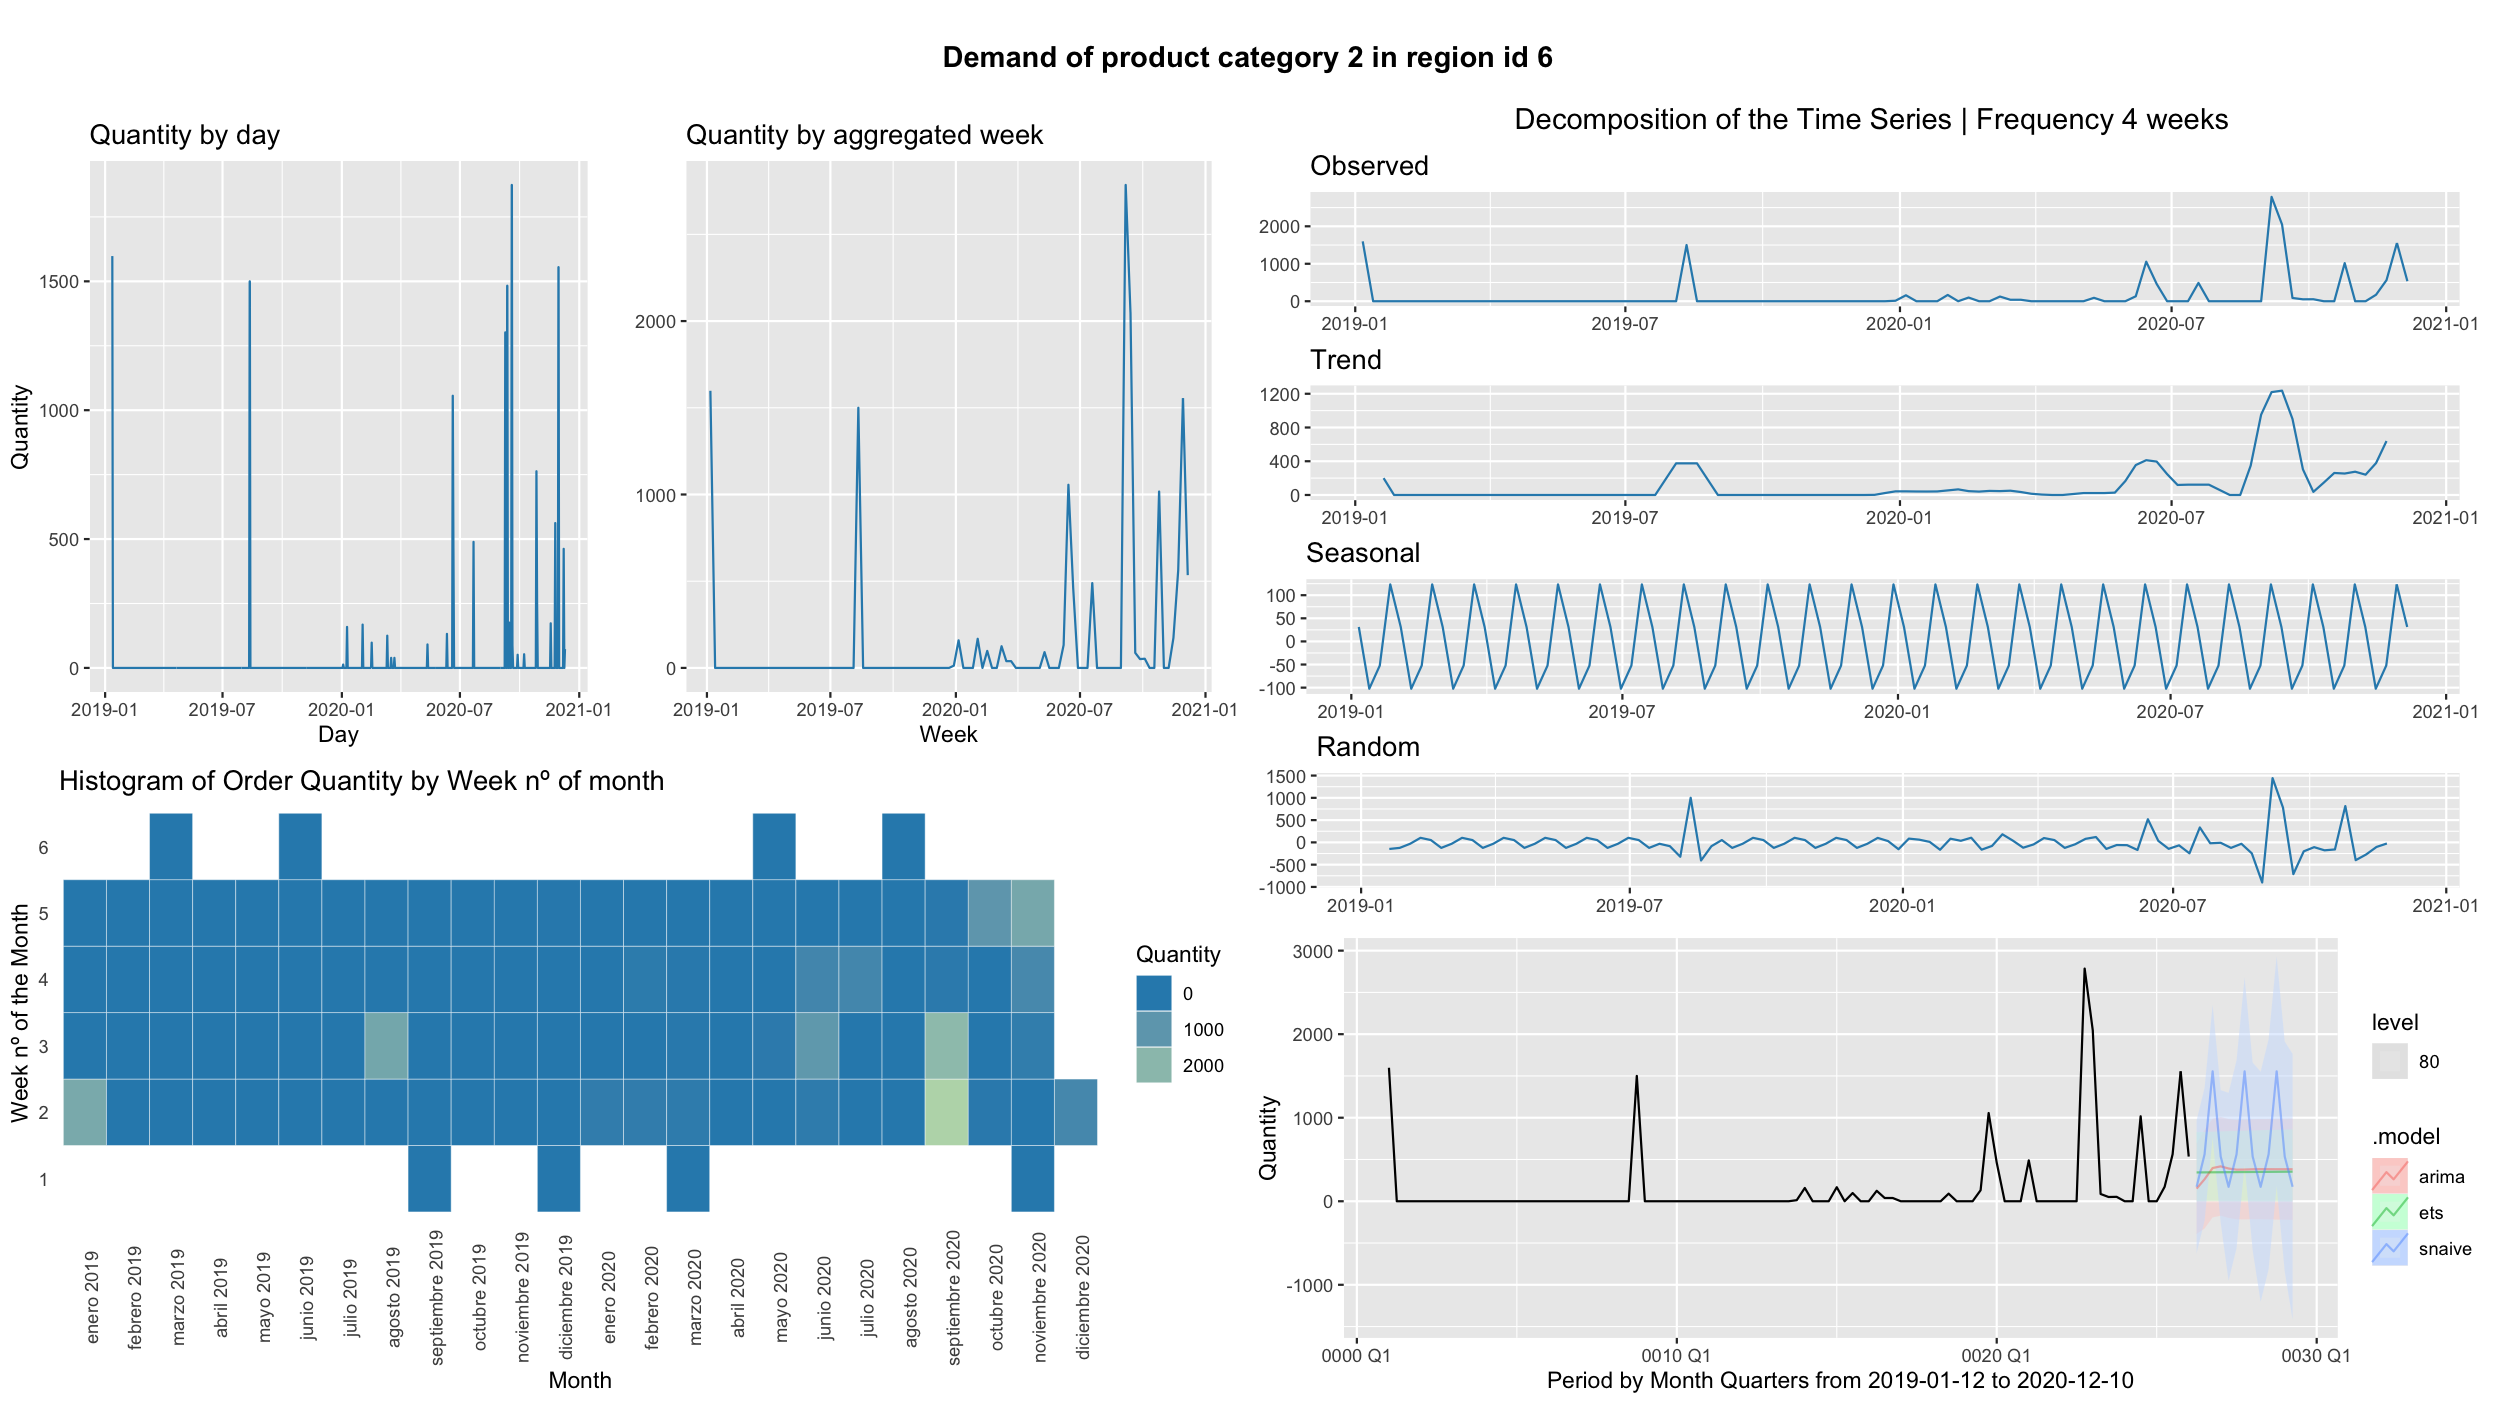 Demand of product category 2 in region id 6
Quantity by day
Quantity
1500
1000
500
0
2019-01 2019-07 2020-01 2020-07 2021-01
Day
Quantity by aggregated week
2000
1000
0
2019-01 2019-07 2020-01 2020-07 2021-01
Week
Histogram of Order Quantity by Week nº of month
Week nº of the Month
6
5
4
3
2
1
enero 2019
febrero 2019
marzo 2019
abril 2019
mayo 2019
junio 2019
julio 2019
agosto 2019
septiembre 2019
octubre 2019
noviembre 2019
diciembre 2019
enero 2020
febrero 2020
marzo 2020
abril 2020
mayo 2020
junio 2020
julio 2020
agosto 2020
septiembre 2020
octubre 2020
noviembre 2020
diciembre 2020
Month
Quantity
0
1000
2000
Decomposition of the Time Series | Frequency 4 weeks
Observed
2000
1000
0
2019-01 2019-07 2020-01 2020-07 2021-01
Trend
1200
800
400
0
2019-01 2019-07 2020-01 2020-07 2021-01
Seasonal
100
50
0
-50
-100
2019-01 2019-07 2020-01 2020-07 2021-01
Random
1500
1000
500
0
-500
-1000
2019-01 2019-07 2020-01 2020-07 2021-01
Quantity
3000
2000
1000
0
-1000
0000 Q1 0010 Q1 0020 Q1 0030 Q1
Period by Month Quarters from 2019-01-12 to 2020-12-10
level
80
.model
arima
ets
snaive